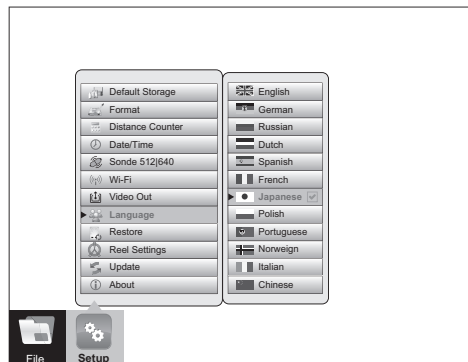 Default Storage
Format
Distance Counter
Date/Time
Sonde 512|640
Wi-Fi
Video Out
Language
Restore
Reel Settings
Update
About
English
German
Russian
Dutch
Spanish
French
Japanese
Polish
Portuguese
Norweign
Italian
Chinese
File
Setup